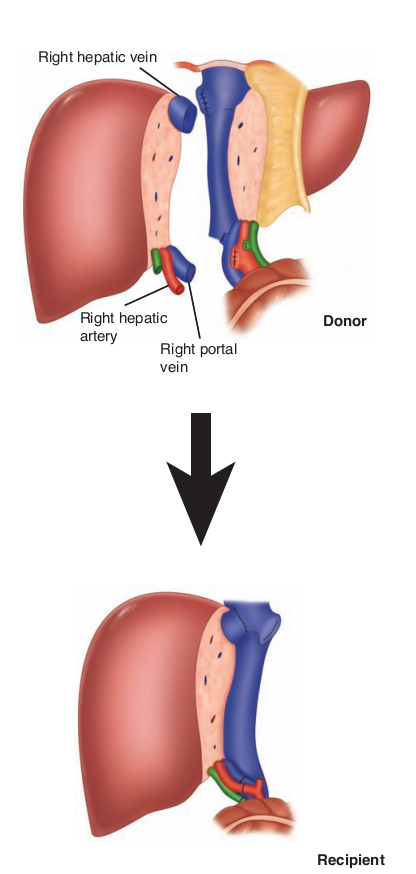 Right hepatic vein
Right hepatic
artery
Right portal
vein
Donor
Recipient